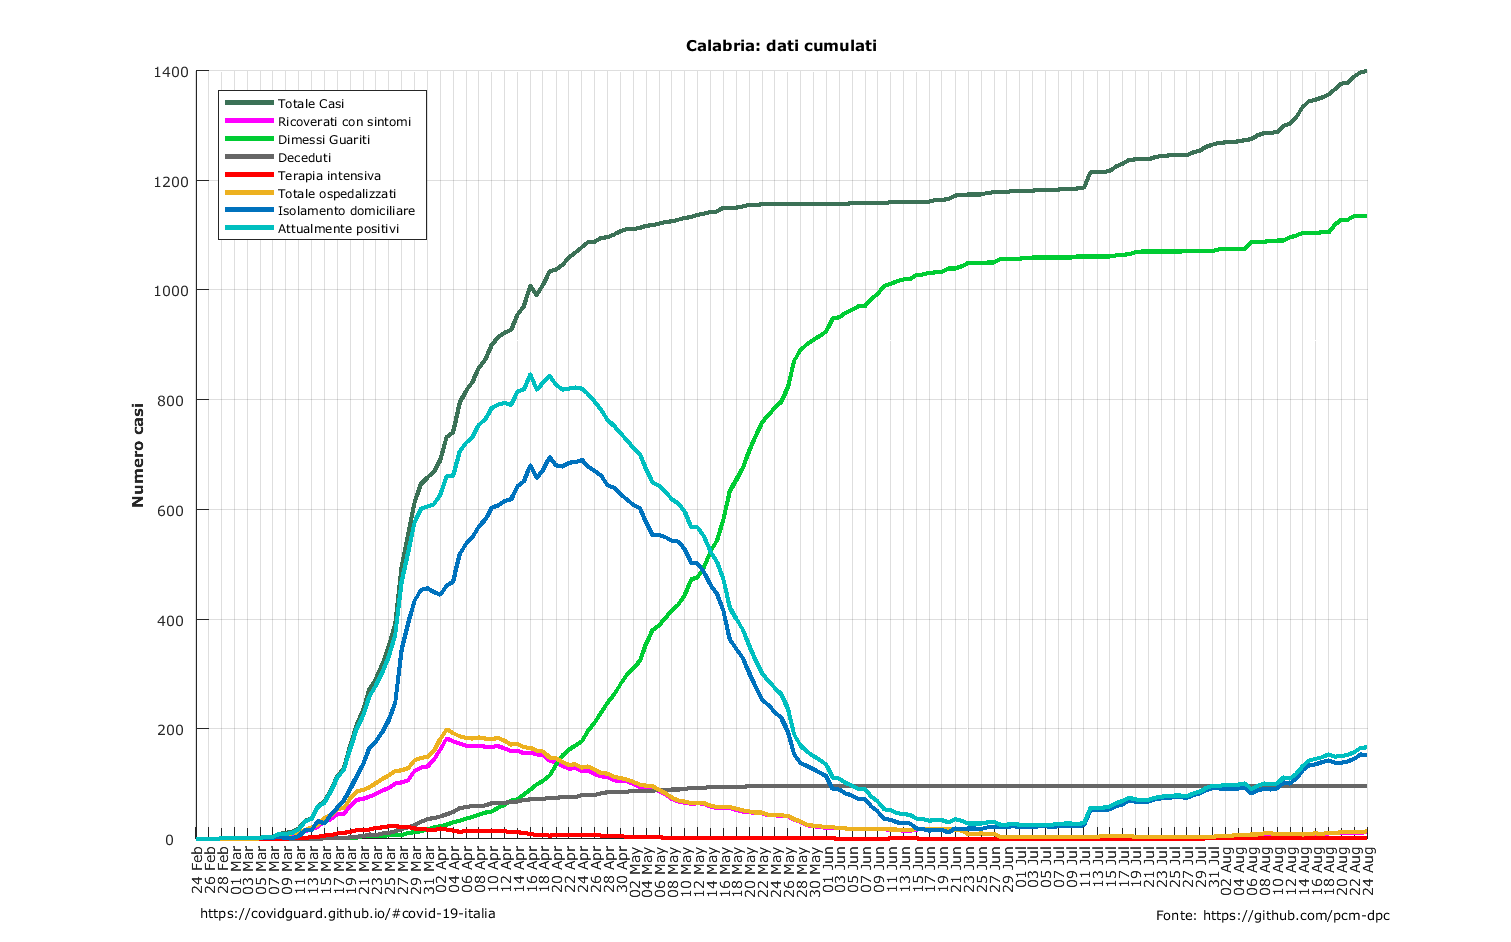 Calabria: dati cumulati
Numero casi
1400
1200
1000
800
600
400
200
0
Totale Casi
Ricoverati con sintomi
Dimessi Guariti
Deceduti
Terapia intensiva
Totale ospedalizzati
Isolamento domiciliare
Attualmente positivi
24 Feb
26 Feb
28 Feb
01 Mar
03 Mar
05 Mar
07 Mar
09 Mar
11 Mar
13 Mar
15 Mar
17 Mar
19 Mar
21 Mar
23 Mar
25 Mar
27 Mar
29 Mar
31 Mar
02 Apr
04 Apr
06 Apr
08 Apr
10 Apr
12 Apr
14 Apr
16 Apr
18 Apr
20 Apr
22 Apr
24 Apr
26 Apr
28 Apr
30 Apr
02 May
04 May
06 May
08 May
10 May
12 May
14 May
16 May
18 May
20 May
22 May
24 May
26 May
28 May
30 May
01 Jun
03 Jun
05 Jun
07 Jun
09 Jun
11 Jun
13 Jun
15 Jun
17 Jun
19 Jun
21 Jun
23 Jun
25 Jun
27 Jun
29 Jun
01 Jul
03 Jul
05 Jul
07 Jul
09 Jul
11 Jul
13 Jul
15 Jul
17 Jul
19 Jul
21 Jul
23 Jul
25 Jul
27 Jul
29 Jul
31 Jul
02 Aug
04 Aug
06 Aug
08 Aug
10 Aug
12 Aug
14 Aug
16 Aug
18 Aug
20 Aug
22 Aug
24 Aug
https://covidguard.github.io/#covid-19-italia
Fonte: https://github.com/pcm-dpc